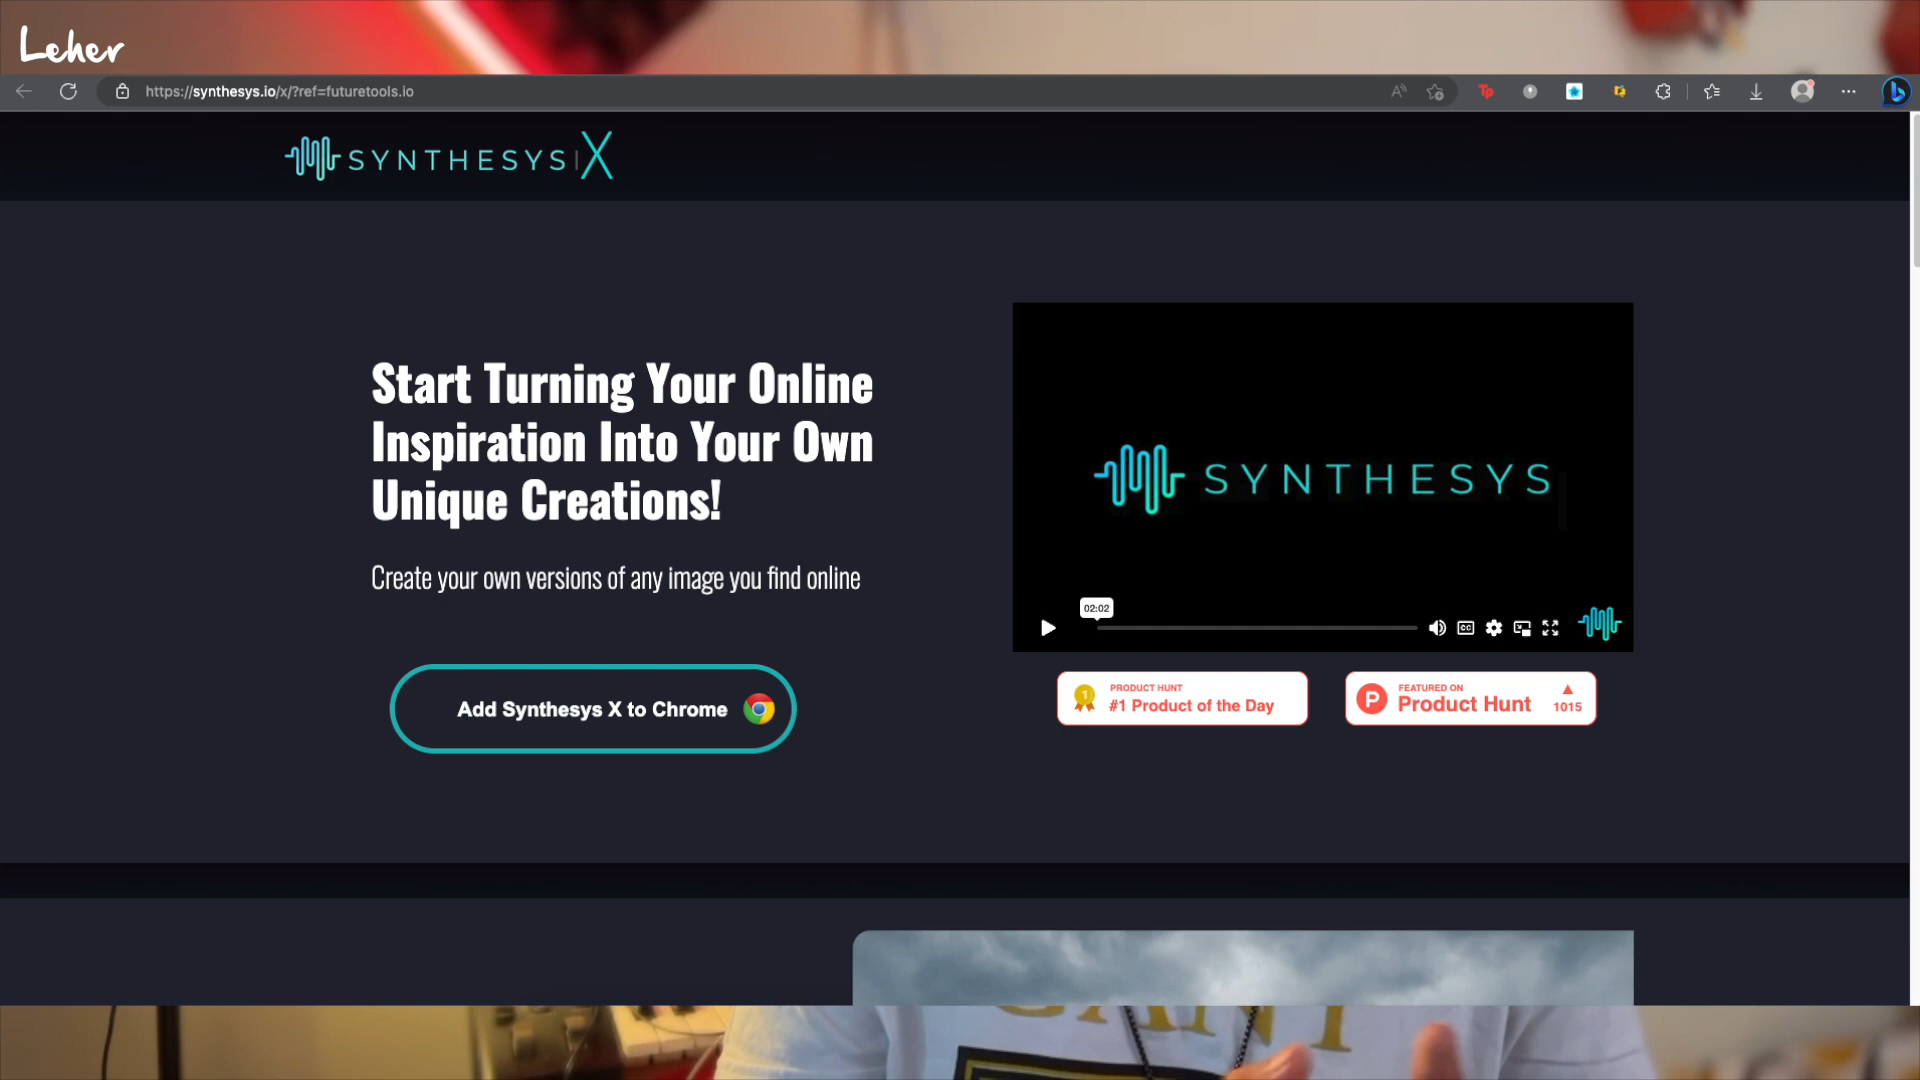 Leher
https://synthesys.io/x/?ref=futuretools.io
SYNTHESYS|X
Start Turning Your Online
Inspiration Into Your Own
Unique Creations!
Create your own versions of any image you find online
Add Synthesys X to Chrome
SYNTHESYS
02:02
CC
1
PRODUCT HUNT
#1 Product of the Day
P
FEATURED ON
Product Hunt
1015